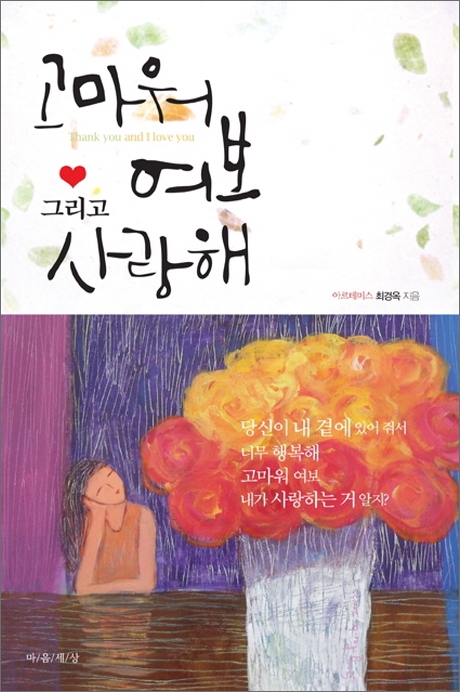 고마워
Thank you and I love you
여보
그리고
사랑해
아르테미스 최경옥 지음
당신이 내 곁에 있어 줘서
너무 행복해
고마워 여보
내가 사랑하는 거 알지?
마/음/세/상